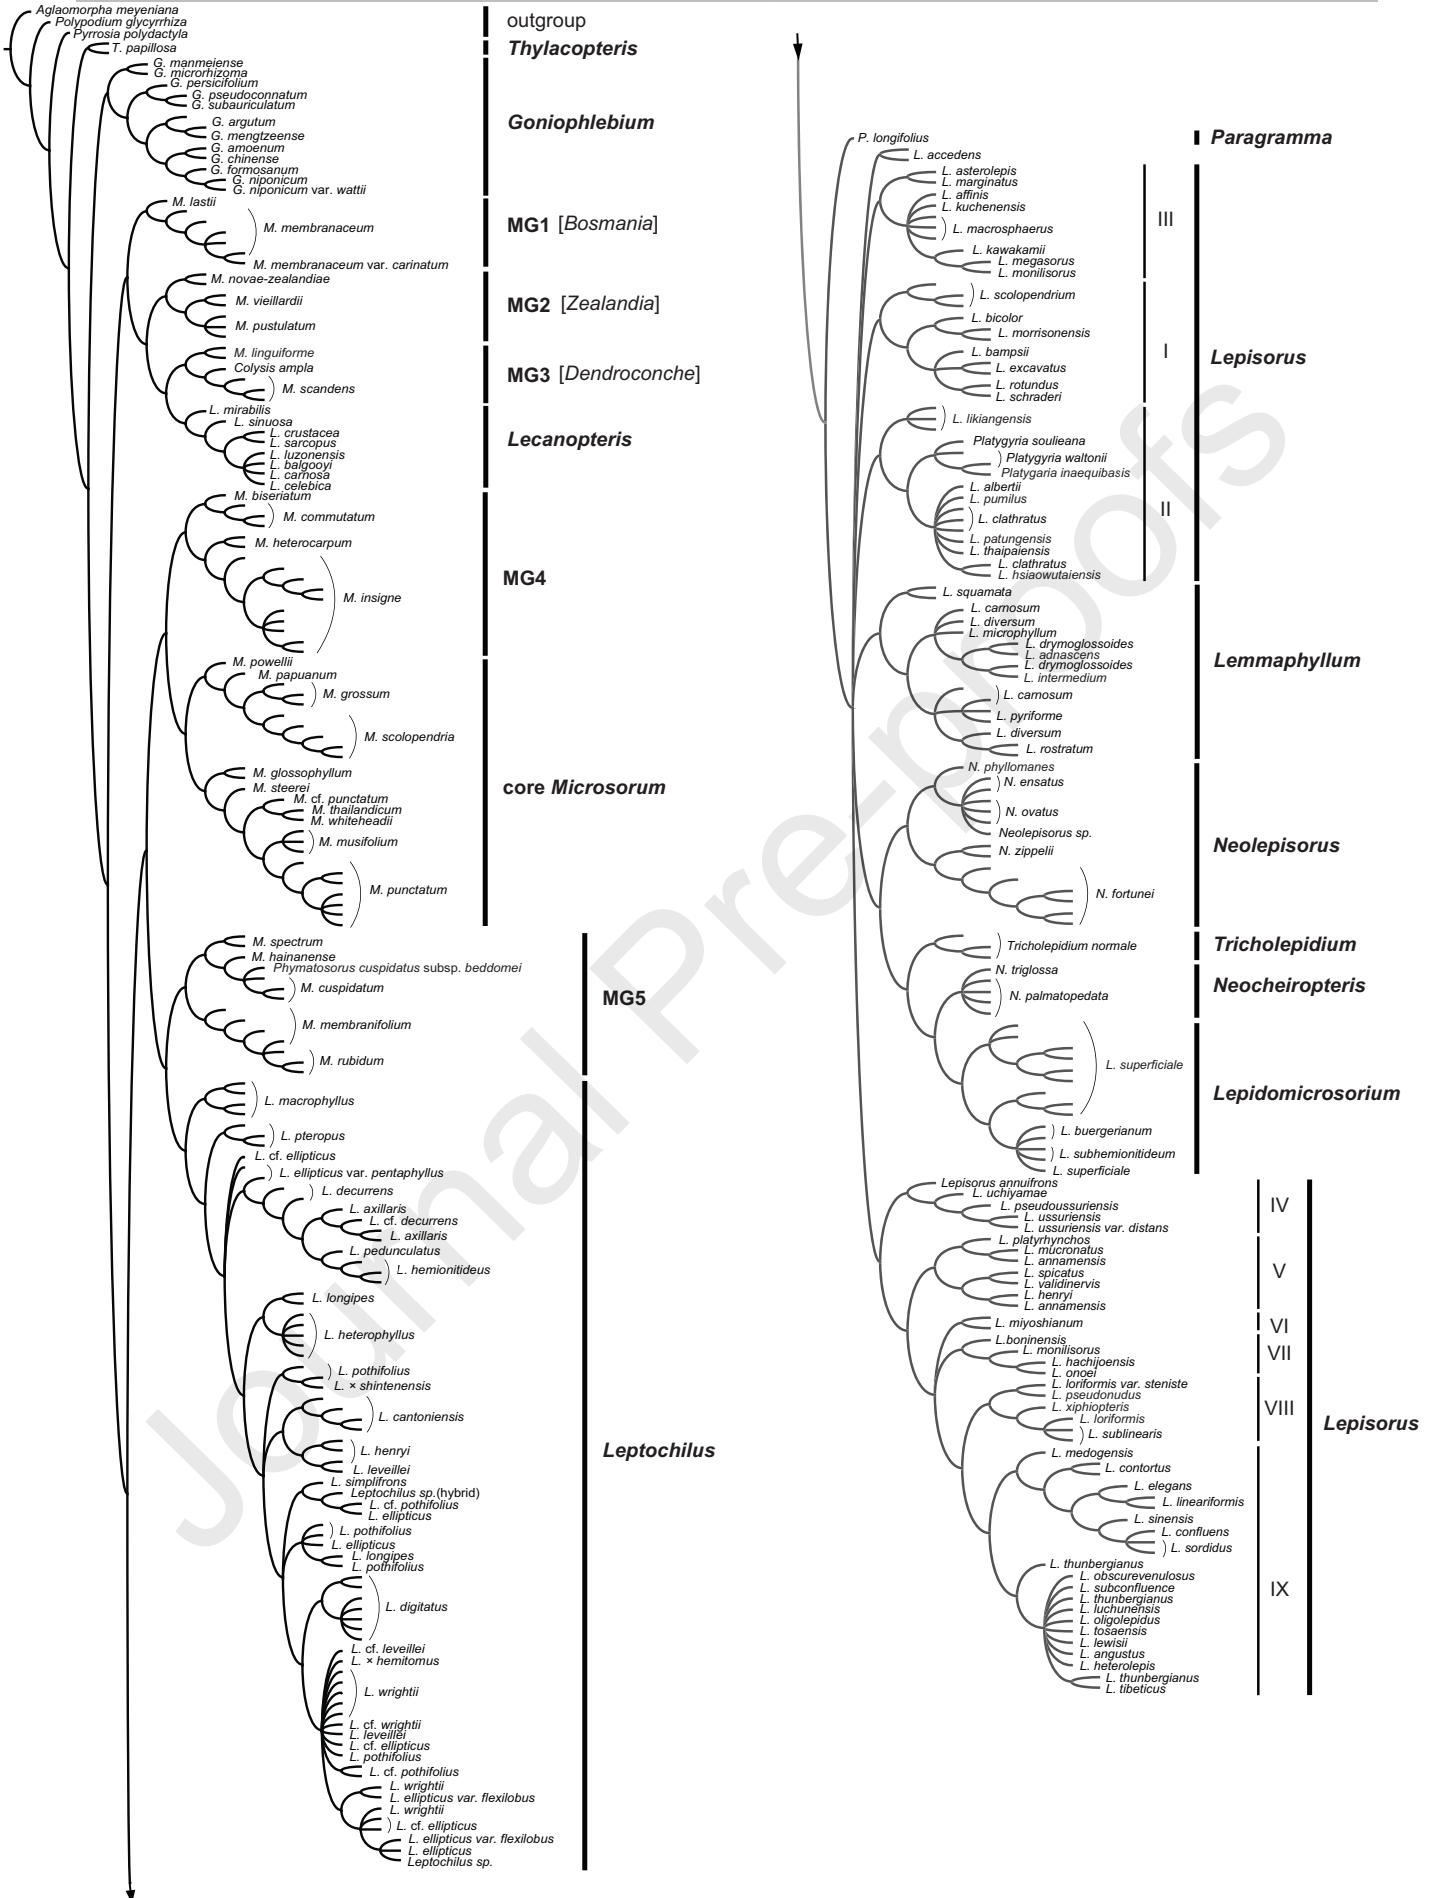 Aglaomorpha meyeniana
Polypodium glycyrrhiza
Pyrrosia polydactyla
T. papillosa
G. manmeiense
G. microrhizoma
G. persicifolium
G. pseudoconnatum
G. subauriculatum
G. argutum
G. mengtzeense
G. amoenum
G. chinense
G. formosanum
G. niponicum
G. niponicum var. wattii
M. lastii
M. membranaceum
M. membranaceum var. carinatum
M. novae-zealandiae
M. vieillardii
M. pustulatum
M. linguiforme
Colysis ampla
M. scandens
L. mirabilis
L. sinuosa
L. crustacea
L. sarcopus
L. luzonensis
L. balgooyi
L. carnosa
L. celebica
M. biseriatum
M. commutatum
M. heterocarpum
M. insigne
M. powellii
M. papuanum
M. grossum
M. scolopendria
M. glossophyllum
M. steerei
M. cf. punctatum
M. thailandicum
M. whiteheadii
M. musifolium
M. punctatum
M. spectrum
M. hainanense
Phymatosorus cuspidatus subsp. beddomei
M. cuspidatum
M. membranifolium
M. rubidum
L. macrophyllus
L. pteropus
L. cf. ellipticus
L. ellipticus var. pentaphyllus
L. decurrens
L. axillaris
L. cf. decurrens
L. axillaris
L. pedunculatus
L. hemionitideus
L. longipes
L. heterophyllus
L. pothifolius
L. × shintenensis
L. cantoniensis
L. henryi
L. leveillei
L. simplifrons
Leptochilus sp.(hybrid)
L. cf. pothifolius
L. ellipticus
L. pothifolius
L. ellipticus
L. longipes
L. pothifolius
L. digitatus
L. cf. leveillei
L. × hemitomus
L. wrightii
L. cf. wrightii
L. leveillei
L. cf. ellipticus
L. pothifolius
L. cf. pothifolius
L. wrightii
L. ellipticus var. flexilobus
L. wrightii
L. cf. ellipticus
L. ellipticus var. flexilobus
L. ellipticus
Leptochilus sp.
outgroup
Thylacopteris
Goniophlebium
MG1 [Bosmania]
MG2 [Zealandia]
MG3 [Dendroconche]
Lecanopteris
MG4
core Microsorum
MG5
Leptochilus
P. longifolius
L. accedens
L. asterolepis
L. marginatus
L. affinis
L. kuchenensis
L. macrosphaerus
L. kawakamii
L. megasorus
L. monilisorus
L. scolopendrium
L. bicolor
L. morrisonensis
L. bampsii
L. excavatus
L. rotundus
L. schraderi
L. likiangensis
Platygyria soulieana
Platygyria waltonii
Platygaria inaequibasis
L. albertii
L. pumilus
L. clathratus
L. patungensis
L. thaipaiensis
L. clathratus
L. hsiaowutaiensis
L. squamata
L. carnosum
L. diversum
L. microphyllum
L. drymoglossoides
L. adnascens
L. drymoglossoides
L. intermedium
L. carnosum
L. pyriforme
L. diversum
L. rostratum
N. phyllomanes
N. ensatus
N. ovatus
Neolepisorus sp.
N. zippelii
N. fortunei
Tricholepidium normale
N. triglossa
N. palmatopedata
L. superficiale
L. buergerianum
L. subhemionitideum
L. superficiale
Lepisorus annuifrons
L. uchiyamae
L. pseudoussuriensis
L. ussuriensis
L. ussuriensis var. distans
L. platyrhynchos
L. mucronatus
L. annamensis
L. spicatus
L. validinervis
L. henryi
L. annamensis
L. miyoshianum
L.boninensis
L. monilisorus
L. hachijoensis
L. onoei
L. loriformis var. steniste
L. pseudonudus
L. xiphiopteris
L. loriformis
L. sublinearis
L. medogensis
L. contortus
L. elegans
L. lineariformis
L. sinensis
L. confluens
L. sordidus
L. thunbergianus
L. obscurevenulosus
L. subconfluence
L. thunbergianus
L. luchunensis
L. oligolepidus
L. tosaensis
L. lewisii
L. angustus
L. heterolepis
L. thunbergianus
L. tibeticus
Paragramma
III
I
II
Lepisorus
Lemmaphyllum
Neolepisorus
Tricholepidium
Neocheiropteris
Lepidomicrosorium
IV
V
VI
VII
VIII
IX
Lepisorus
Journal Pre-proofs